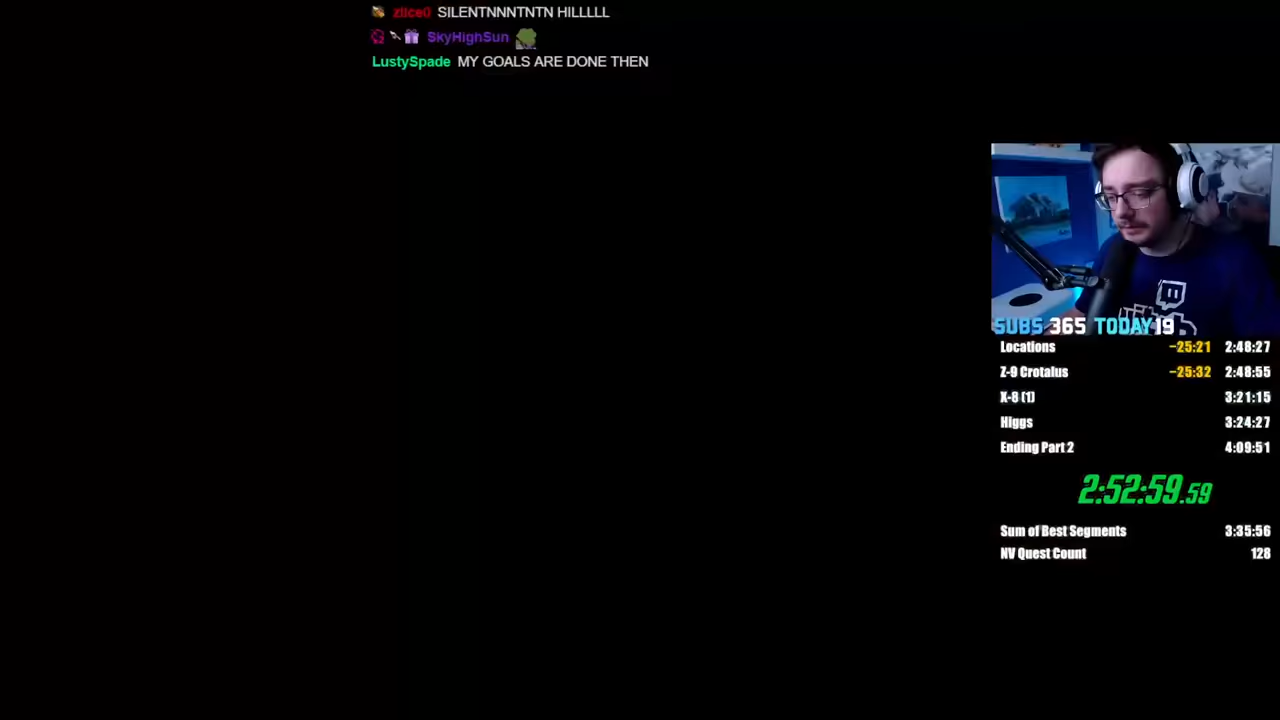 zlice0 SILENTNNNTNTN HILLLLL
SkyHighSun
LustySpade MY GOALS ARE DONE THEN
SUBS 365 TODAY 19
Locations -25:21 2:48:27
Z-9 Crotalus -25:32 2:48:55
X-8 (1) 3:21:15
Higgs 3:24:27
Ending Part 2 4:09:51
2:52:59.59
Sum of Best Segments 3:35:56
NV Quest Count 128